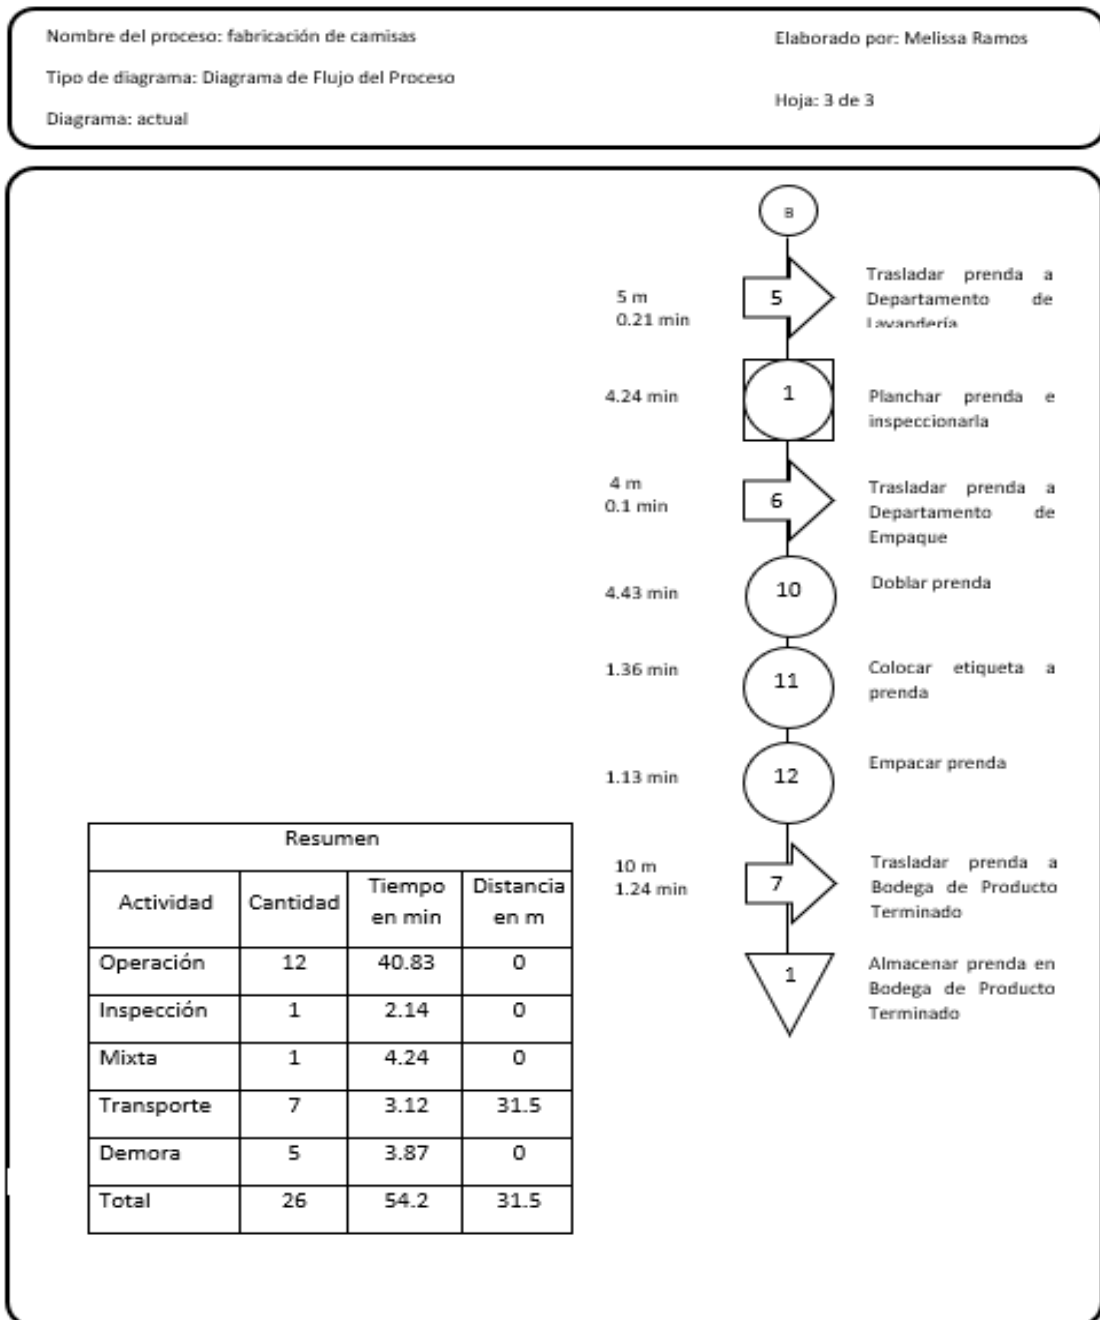 Nombre del proceso: fabricación de camisas
Elaborado por: Melissa Ramos
Tipo de diagrama: Diagrama de Flujo del Proceso
Hoja: 3 de 3
Diagrama: actual
B
5 m
0.21 min
5
Trasladar prenda a
Departamento de
Lavandería
4.24 min
1
Planchar prenda e
inspeccionarla
4 m
0.1 min
6
Trasladar prenda a
Departamento de
Empaque
4.43 min
10
Doblar prenda
1.36 min
11
Colocar etiqueta a
prenda
1.13 min
12
Empacar prenda
10 m
1.24 min
7
Trasladar prenda a
Bodega de Producto
Terminado
1
Almacenar prenda en
Bodega de Producto
Terminado
Resumen
Actividad Cantidad Tiempo en min Distancia en m
Operación 12 40.83 0
Inspección 1 2.14 0
Mixta 1 4.24 0
Transporte 7 3.12 31.5
Demora 5 3.87 0
Total 26 54.2 31.5